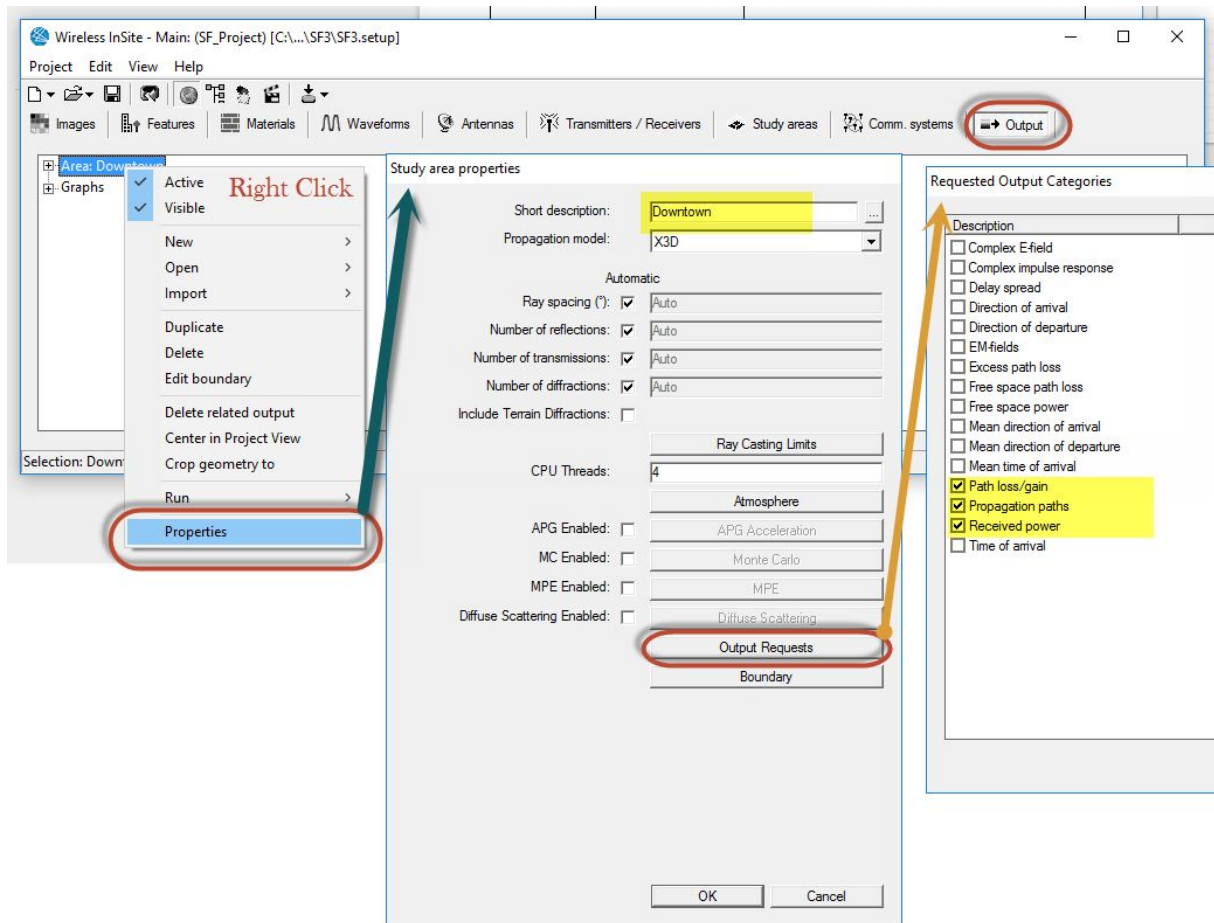 Wireless InSite - Main: (SF_Project) [C:\...\SF3\SF3.setup]
Project Edit View Help
Images Features Materials Waveforms Antennas Transmitters / Receivers Study areas Comm. systems Output
Area: Downtown
Graphs
Selection: Down
Right Click
Active
Visible
New
Open
Import
Duplicate
Delete
Edit boundary
Delete related output
Center in Project View
Crop geometry to
Run
Properties
Study area properties
Short description: Downtown ...
Propagation model: X3D
Automatic
Ray spacing (°): Auto
Number of reflections: Auto
Number of transmissions: Auto
Number of diffractions: Auto
Include Terrain Diffractions:
Ray Casting Limits
CPU Threads: 4
Atmosphere
APG Enabled: APG Acceleration
MC Enabled: Monte Carlo
MPE Enabled: MPE
Diffuse Scattering Enabled: Diffuse Scattering
Output Requests
Boundary
OK Cancel
Requested Output Categories
Description
Complex E-field
Complex impulse response
Delay spread
Direction of arrival
Direction of departure
EM-fields
Excess path loss
Free space path loss
Free space power
Mean direction of arrival
Mean direction of departure
Mean time of arrival
Path loss/gain
Propagation paths
Received power
Time of arrival